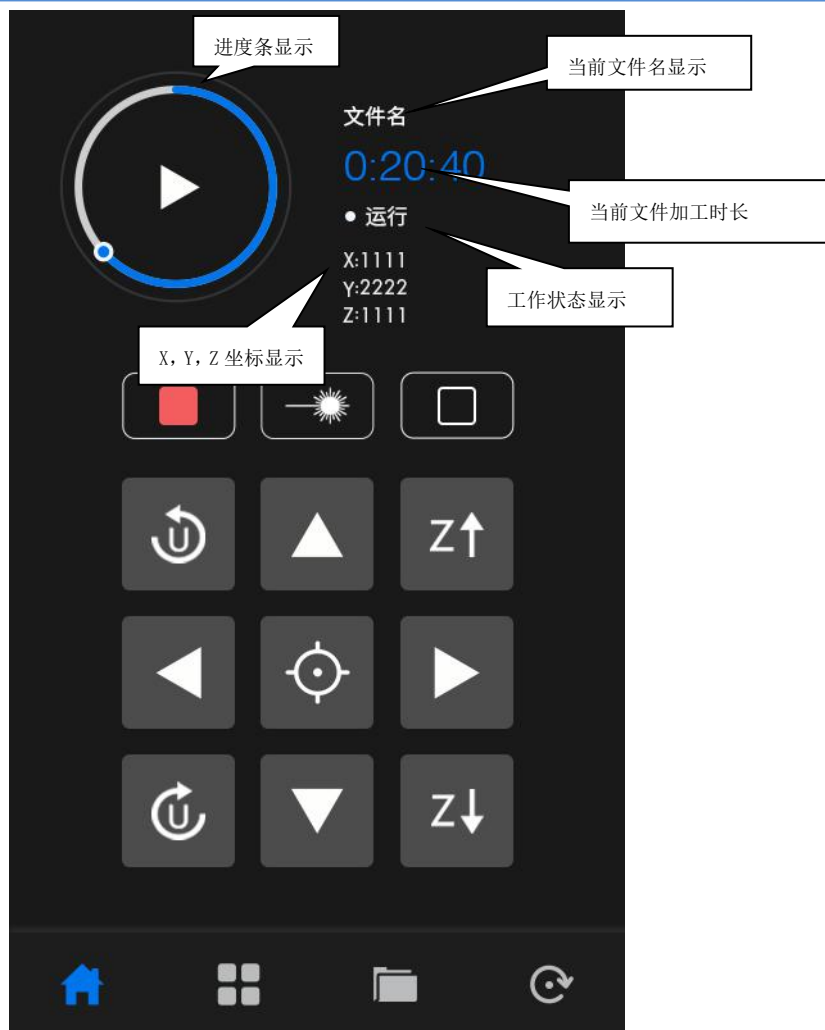 进度条显示
当前文件名显示
文件名
0:20:40
当前文件加工时长
• 运行
X:1111
Y:2222
Z:1111
工作状态显示
X, Y, Z 坐标显示
U
Z↑
U
Z↓